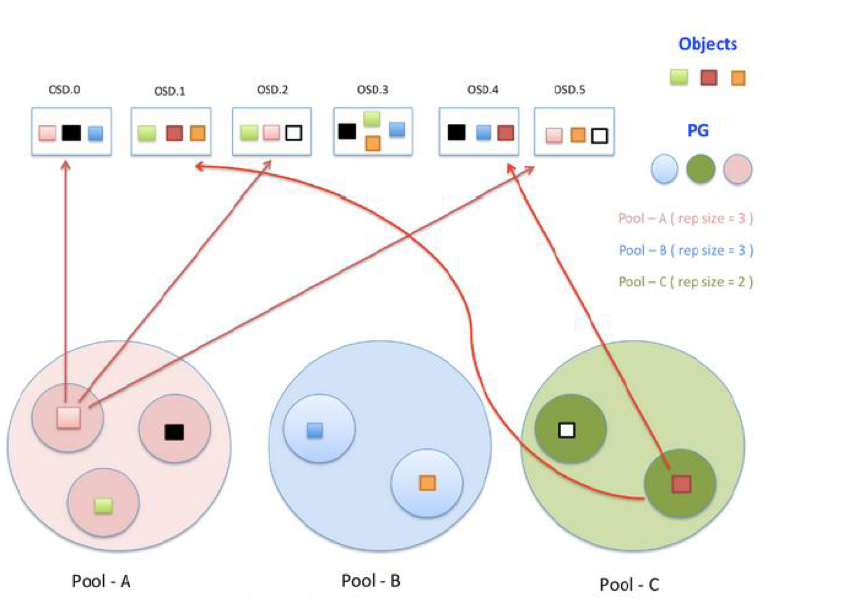 Objects
OSD.0
OSD.1
OSD.2
OSD.3
OSD.4
OSD.5
PG
Pool – A ( rep size = 3 )
Pool – B ( rep size = 3 )
Pool – C ( rep size = 2 )
Pool - A
Pool - B
Pool - C